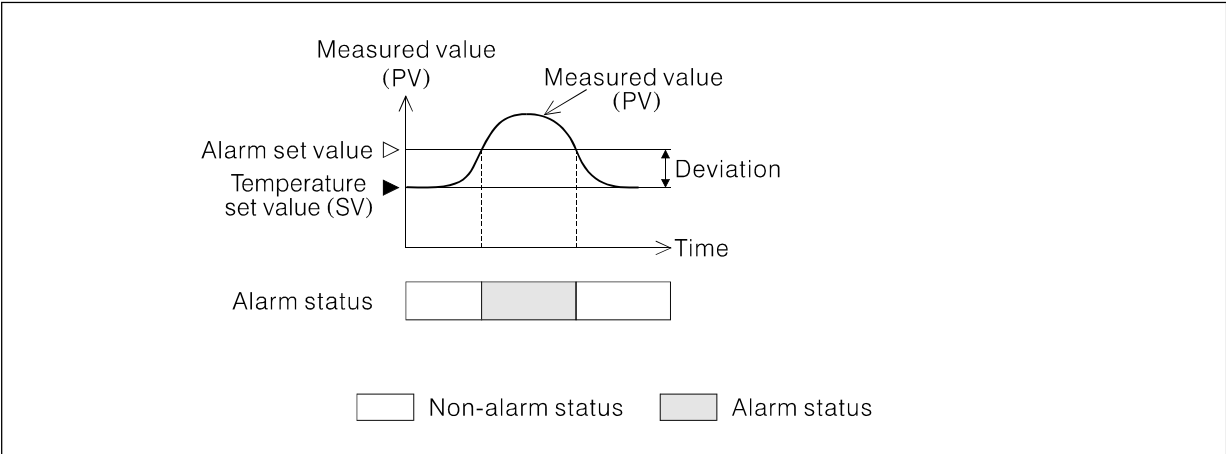 Measured value
(PV)
Measured value
(PV)
Alarm set value
Deviation
Temperature
set value (SV)
Time
Alarm status
Non-alarm status
Alarm status